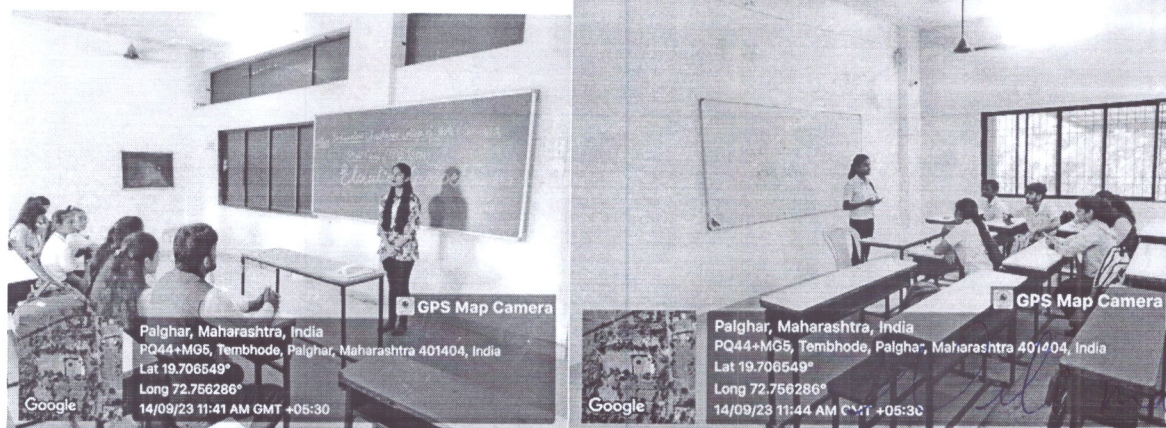 GPS Map Camera
Palghar, Maharashtra, India
PQ44+MG5, Tembhode, Palghar, Maharashtra 401404, India
Lat 19.706549°
Long 72.756286°
14/09/23 11:41 AM GMT +05:30
Google
GPS Map Camera
Palghar, Maharashtra, India
PQ44+MG5, Tembhode, Palghar, Maharashtra 401404, India
Lat 19.706549°
Long 72.756286°
14/09/23 11:44 AM GMT +05:30
Google